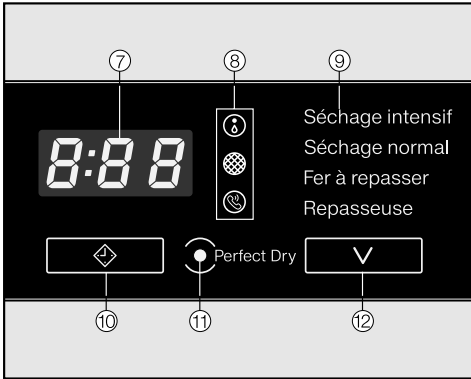 ⑦ ⑧ ⑨
8:88
Séchage intensif
Séchage normal
Fer à repasser
Repasseuse
Perfect Dry
⑩ ⑪ ⑫